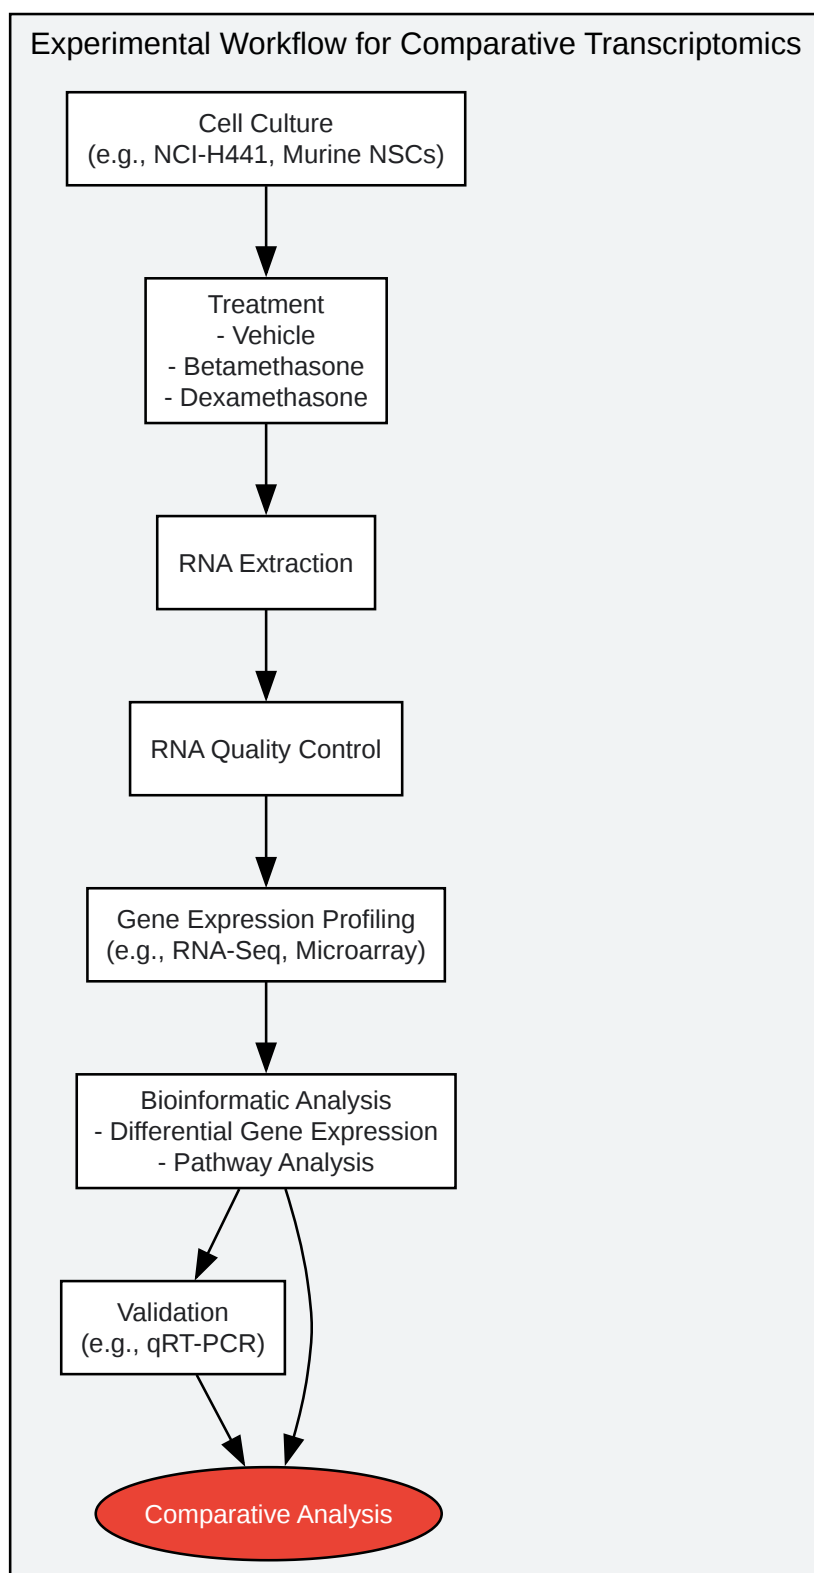 Experimental Workflow for Comparative Transcriptomics
Cell Culture
(e.g., NCI-H441, Murine NSCs)
Treatment
- Vehicle
- Betamethasone
- Dexamethasone
RNA Extraction
RNA Quality Control
Gene Expression Profiling
(e.g., RNA-Seq, Microarray)
Bioinformatic Analysis
- Differential Gene Expression
- Pathway Analysis
Validation
(e.g., qRT-PCR)
Comparative Analysis